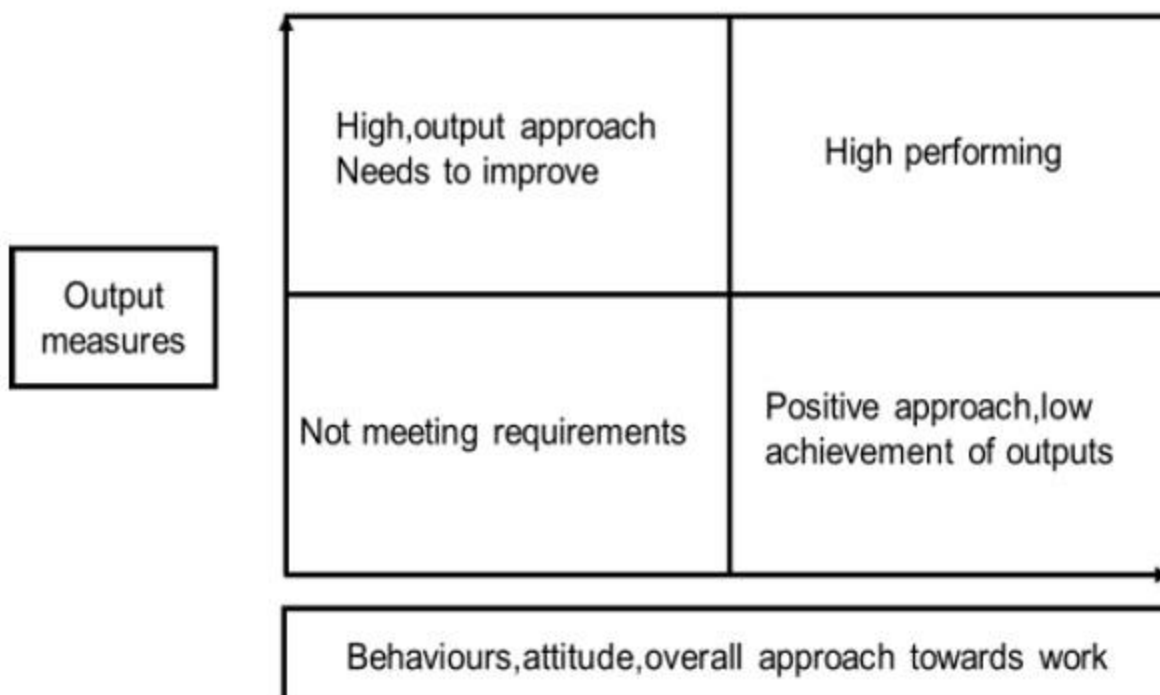 High,output approach
Needs to improve
High performing
Output
measures
Not meeting requirements
Positive approach,low
achievement of outputs
Behaviours,attitude,overall approach towards work